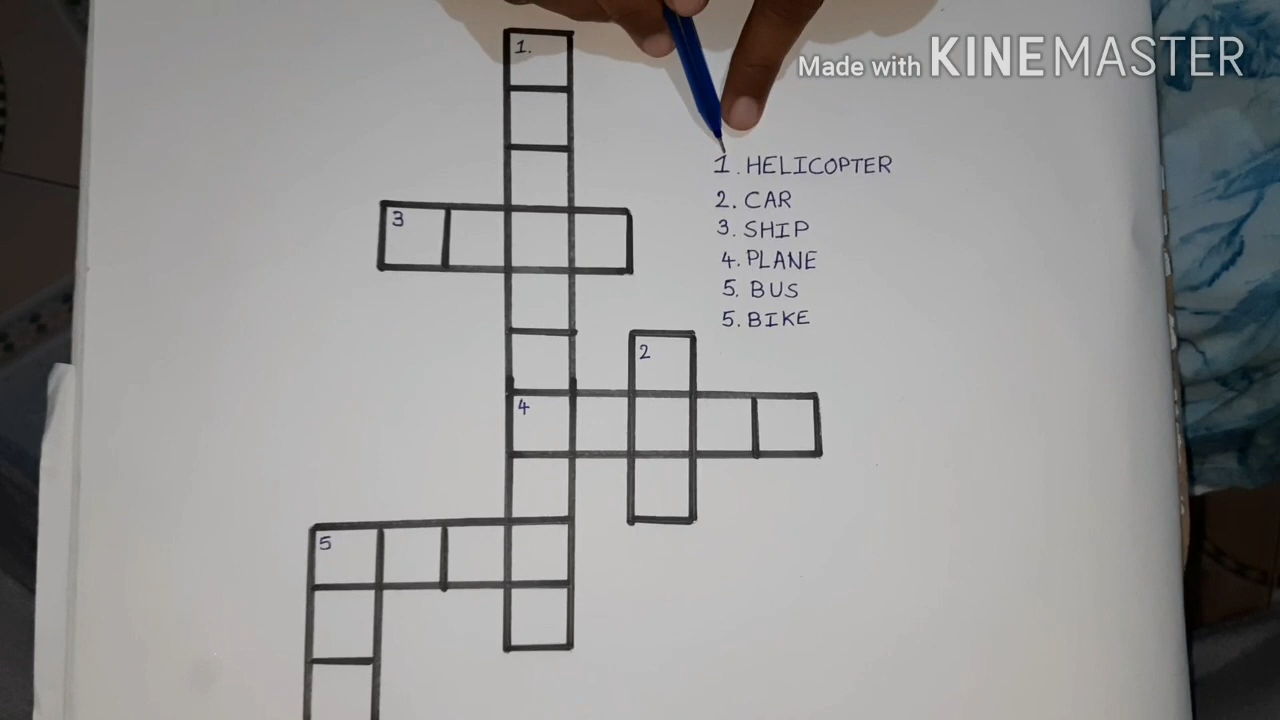 Made with KINEMASTER
1.
1. HELICOPTER
2. CAR
3. SHIP
3
4. PLANE
5. BUS
5. BIKE
2
4
5